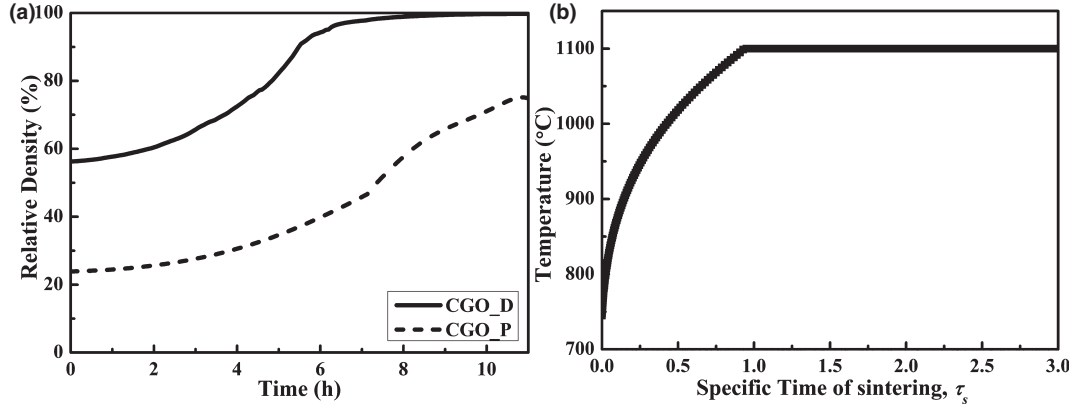 (a)
100
80
60
40
20
0
Relative Density (%)
0 2 4 6 8 10
Time (h)
CGO_D
CGO_P
(b)
1100
1000
900
800
700
Temperature (°C)
0.0 0.5 1.0 1.5 2.0 2.5 3.0
Specific Time of sintering, τs